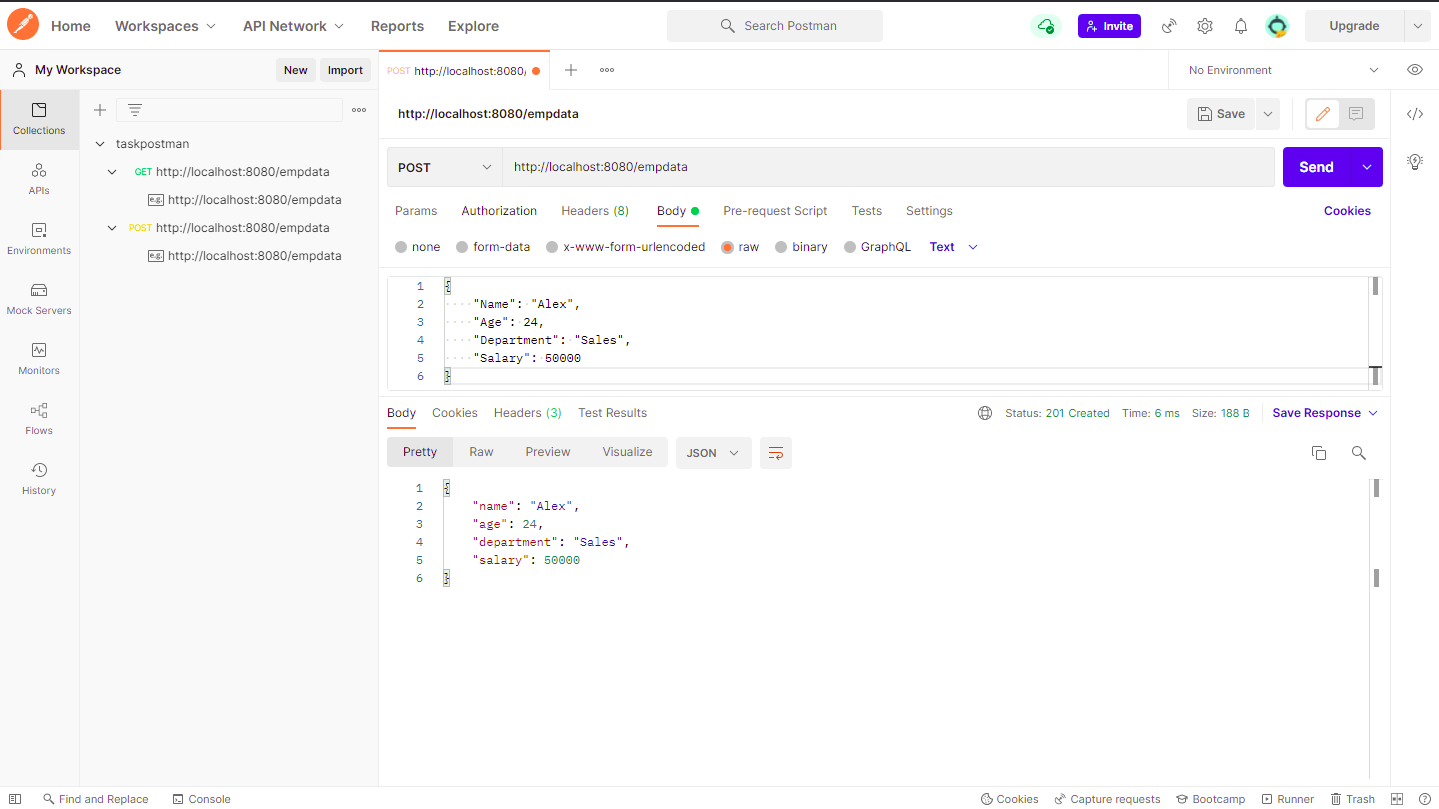 Home Workspaces API Network Reports Explore Search Postman Invite Upgrade
My Workspace New Import POST http://localhost:8080/ No Environment
Collections
APIs
Environments
Mock Servers
Monitors
Flows
History
taskpostman
GET http://localhost:8080/empdata
e.g. http://localhost:8080/empdata
POST http://localhost:8080/empdata
e.g. http://localhost:8080/empdata
http://localhost:8080/empdata Save
POST http://localhost:8080/empdata Send
Params Authorization Headers (8) Body Pre-request Script Tests Settings Cookies
none form-data x-www-form-urlencoded raw binary GraphQL Text
1 {
2 "Name": "Alex",
3 "Age": 24,
4 "Department": "Sales",
5 "Salary": 50000
6 }
Body Cookies Headers (3) Test Results Status: 201 Created Time: 6 ms Size: 188 B Save Response
Pretty Raw Preview Visualize JSON
1 {
2 "name": "Alex",
3 "age": 24,
4 "department": "Sales",
5 "salary": 50000
6 }
Find and Replace Console Cookies Capture requests Bootcamp Runner Trash